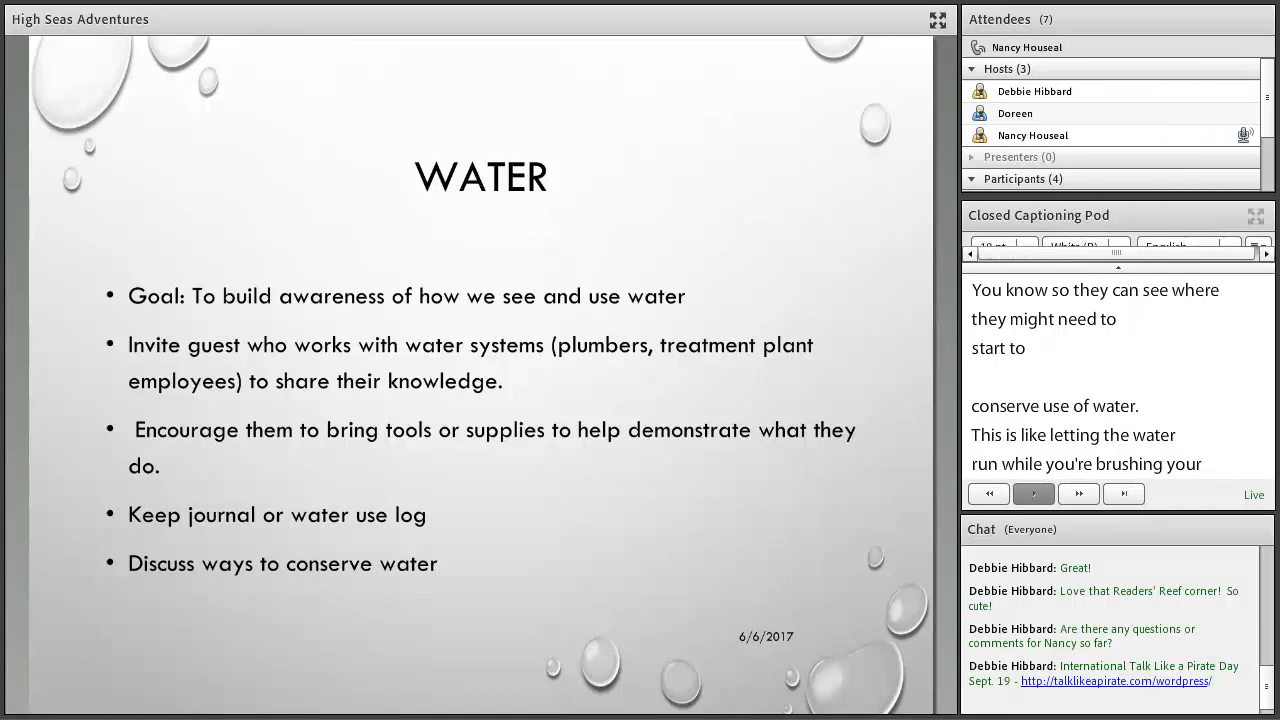 High Seas Adventures
WATER
• Goal: To build awareness of how we see and use water
• Invite guest who works with water systems (plumbers, treatment plant
employees) to share their knowledge.
• Encourage them to bring tools or supplies to help demonstrate what they
do.
• Keep journal or water use log
• Discuss ways to conserve water
6/6/2017
Attendees (7)
Nancy Houseal
Hosts (3)
Debbie Hibbard
Doreen
Nancy Houseal
Presenters (0)
Participants (4)
Closed Captioning Pod
You know so they can see where
they might need to
start to
conserve use of water.
This is like letting the water
run while you're brushing your
Live
Chat (Everyone)
Debbie Hibbard: Great!
Debbie Hibbard: Love that Readers' Reef corner! So
cute!
Debbie Hibbard: Are there any questions or
comments for Nancy so far?
Debbie Hibbard: International Talk Like a Pirate Day
Sept. 19 - http://talklikeapirate.com/wordpress/